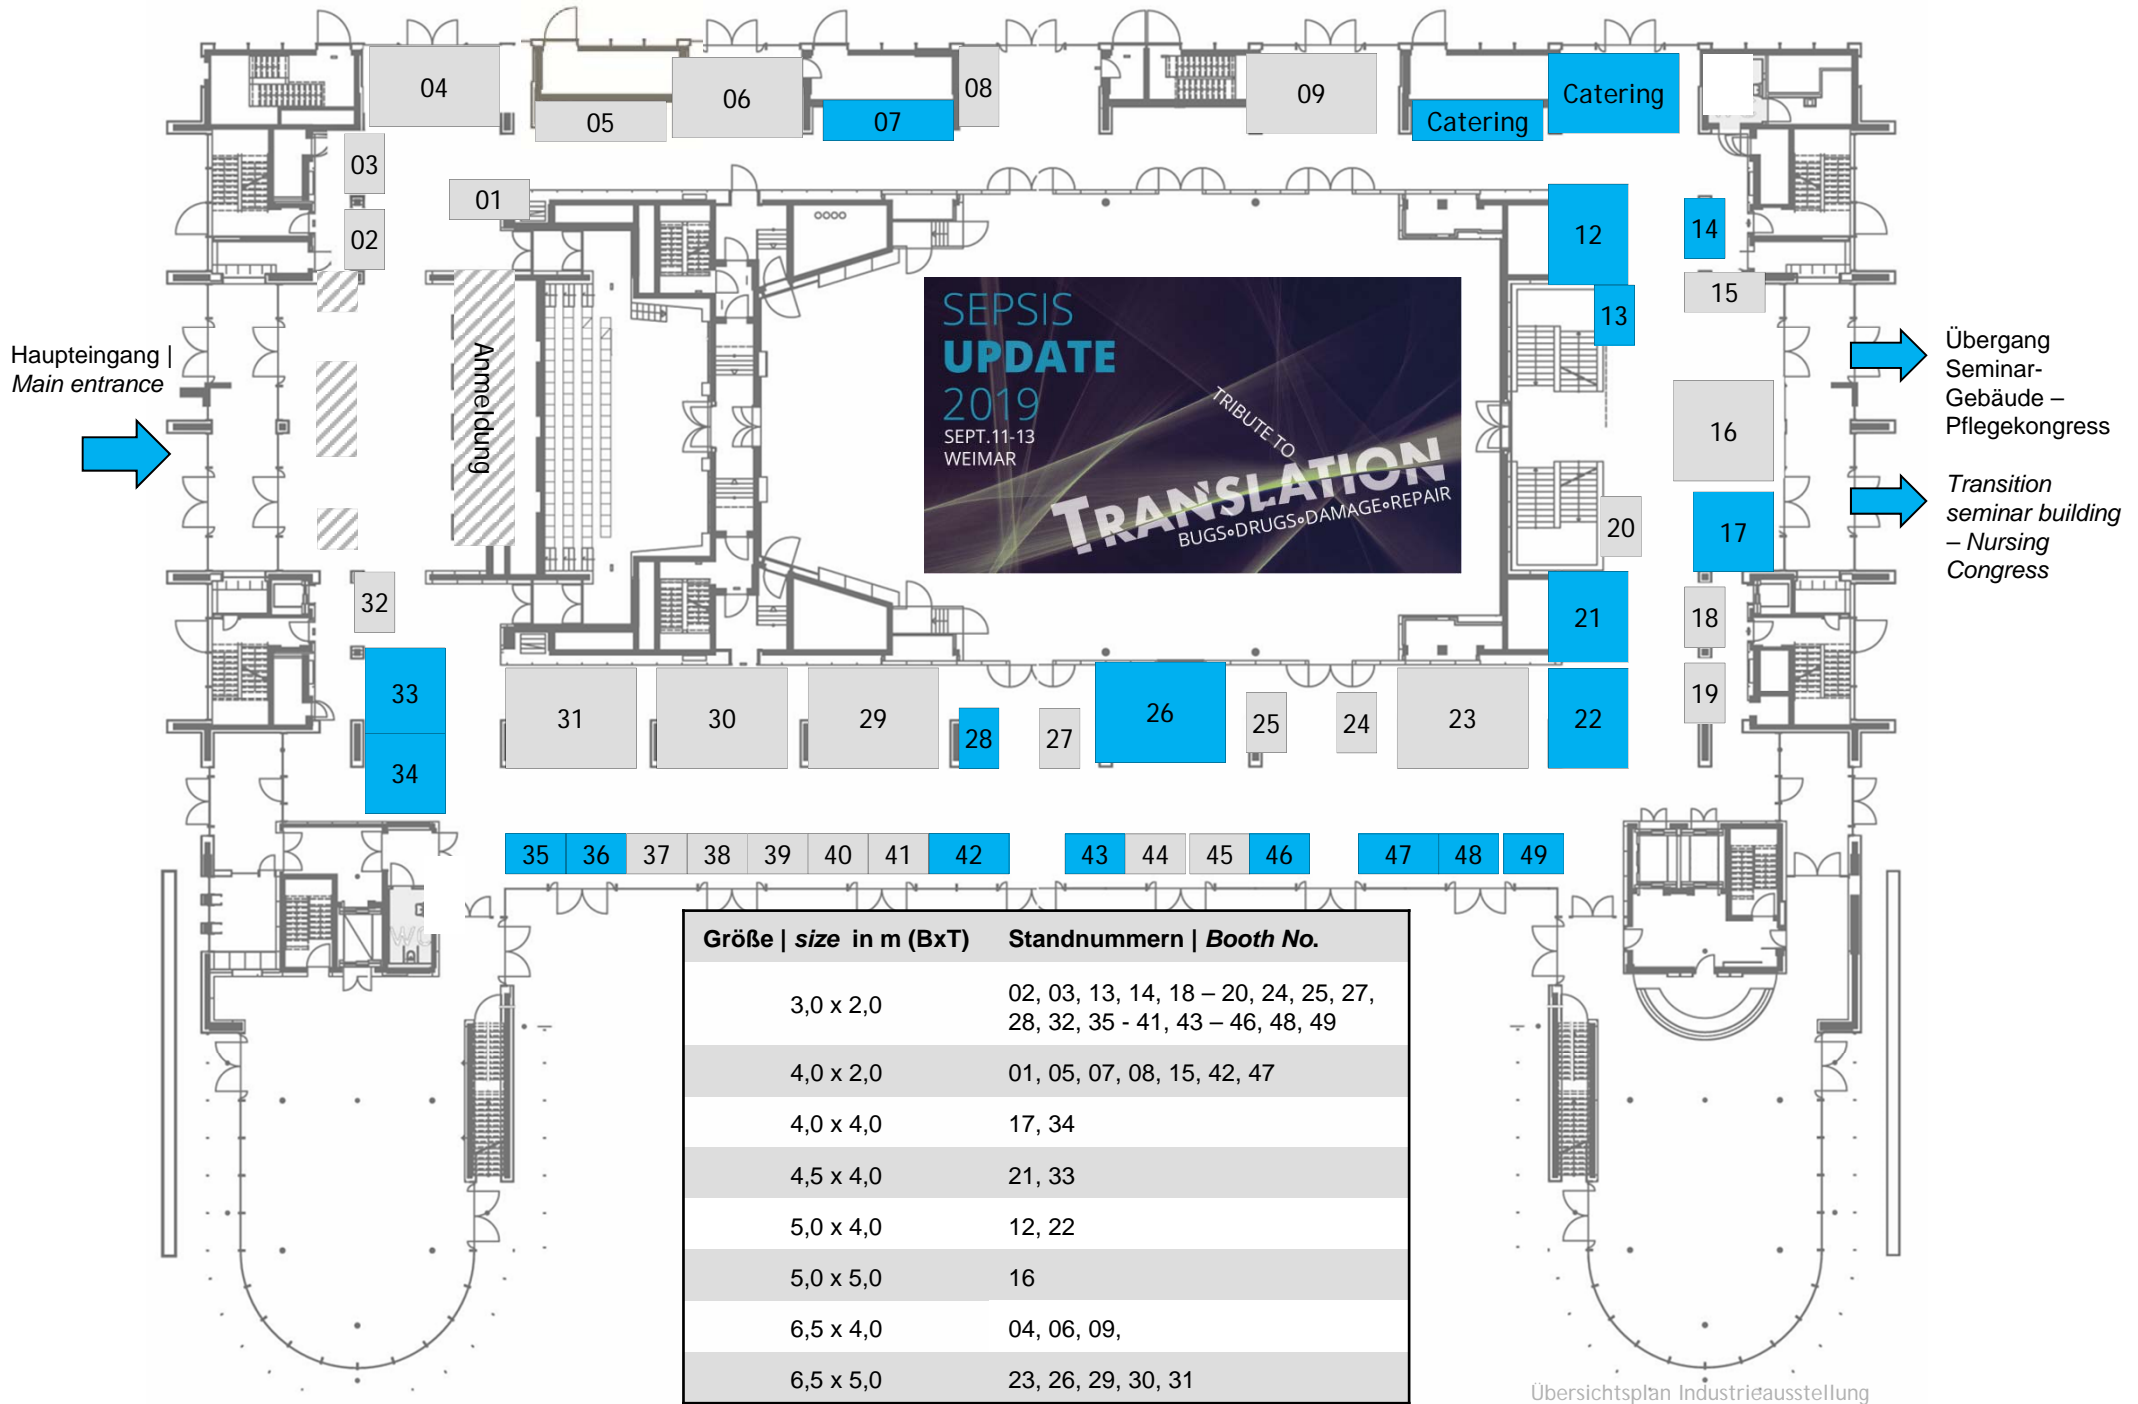 04
05
06
07
08
09
Catering
Catering
03
02
01
12
13
14
15
Haupteingang |
Main entrance
Anmeldung
SEPSIS
UPDATE
2019
SEPT.11-13
WEIMAR
TRIBUTE TO
TRANSLATION
BUGS•DRUGS•DAMAGE•REPAIR
16
17
20
Übergang
Seminar-
Gebäude –
Pflegekongress
Transition
seminar building
– Nursing
Congress
32
33
34
31
30
29
28
27
26
25
24
23
22
21
18
19
35 36 37 38 39 40 41 42 43 44 45 46 47 48 49
WC
Größe | size in m (BxT) Standnummern | Booth No.
3,0 x 2,0 02, 03, 13, 14, 18 – 20, 24, 25, 27,
28, 32, 35 - 41, 43 – 46, 48, 49
4,0 x 2,0 01, 05, 07, 08, 15, 42, 47
4,0 x 4,0 17, 34
4,5 x 4,0 21, 33
5,0 x 4,0 12, 22
5,0 x 5,0 16
6,5 x 4,0 04, 06, 09,
6,5 x 5,0 23, 26, 29, 30, 31
Übersichtsplan Industrieausstellung